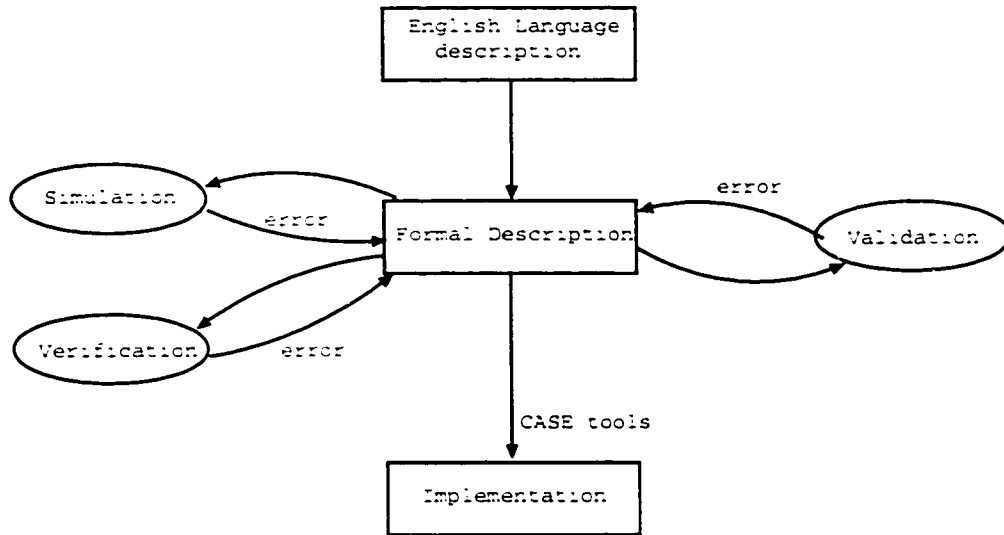 English Language
description
Simulation
error
error
Formal Description
Validation
Verification
error
CASE tools
Implementation